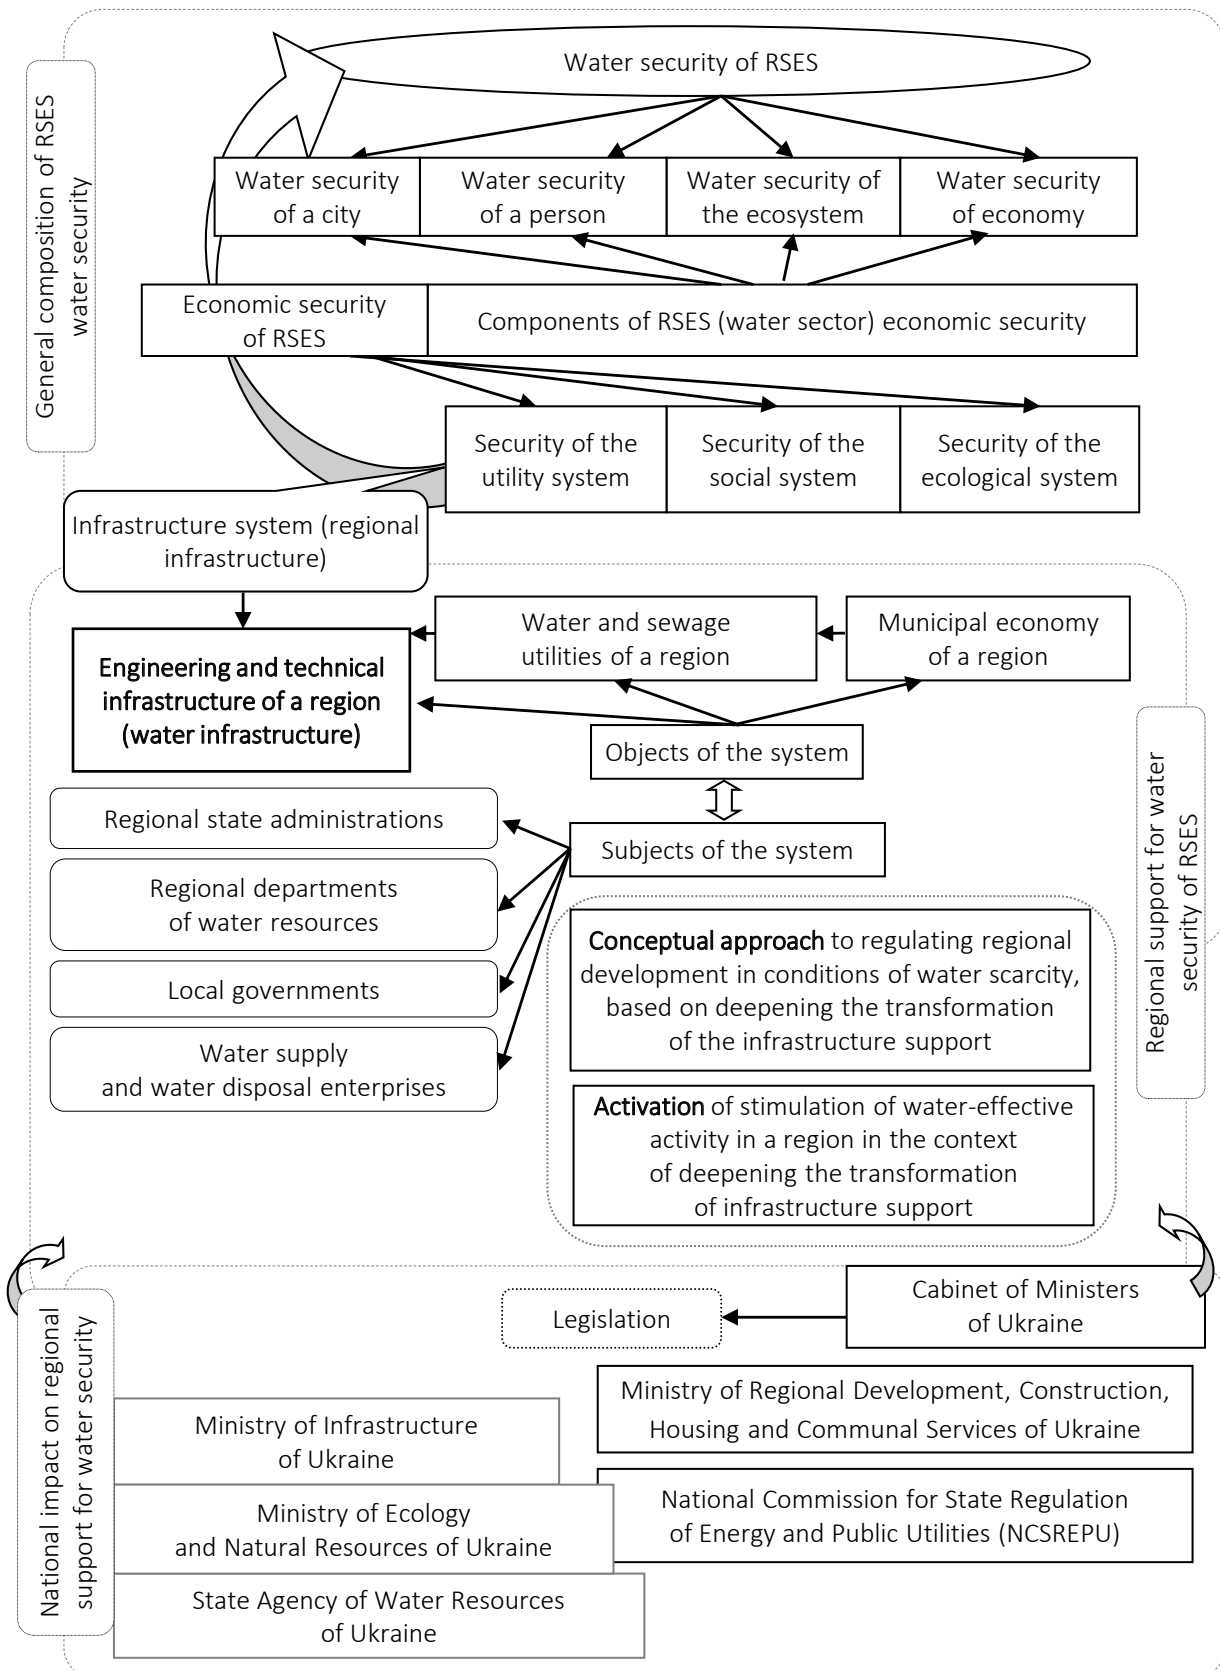 Water security of RSES
General composition of RSES
water security
Water security
of a city
Water security
of a person
Water security of
the ecosystem
Water security
of economy
Economic security
of RSES
Components of RSES (water sector) economic security
Security of the
utility system
Security of the
social system
Security of the
ecological system
Infrastructure system (regional
infrastructure)
Engineering and technical
infrastructure of a region
(water infrastructure)
Water and sewage
utilities of a region
Municipal economy
of a region
Objects of the system
Regional support for water
security of RSES
Subjects of the system
Regional state administrations
Regional departments
of water resources
Local governments
Water supply
and water disposal enterprises
Conceptual approach to regulating regional
development in conditions of water scarcity,
based on deepening the transformation
of the infrastructure support
Activation of stimulation of water-effective
activity in a region in the context
of deepening the transformation
of infrastructure support
National impact on regional
support for water security
Legislation
Cabinet of Ministers
of Ukraine
Ministry of Regional Development, Construction,
Housing and Communal Services of Ukraine
Ministry of Infrastructure
of Ukraine
National Commission for State Regulation
of Energy and Public Utilities (NCSREPU)
Ministry of Ecology
and Natural Resources of Ukraine
State Agency of Water Resources
of Ukraine